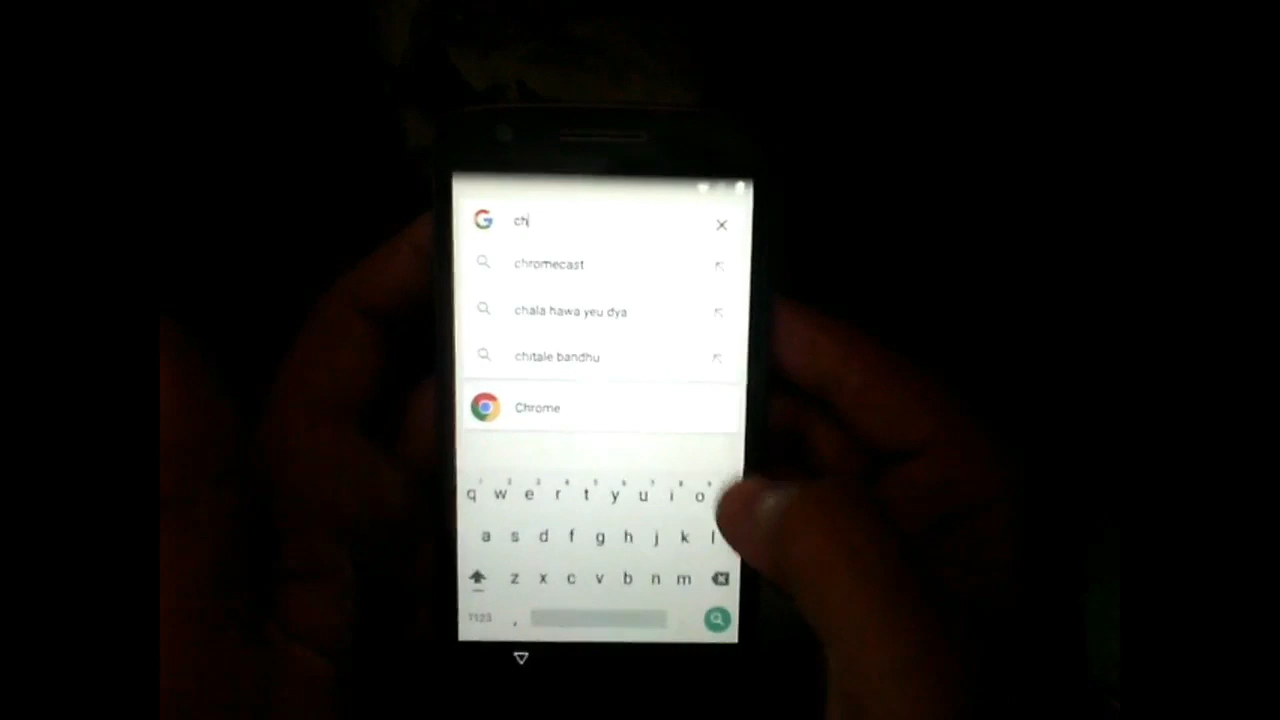 ch
chromecast
chala hawa yeu dya
chitale bandhu
Chrome
q w e r t y u i o
a s d f g h j k l
z x c v b n m
?123 ,